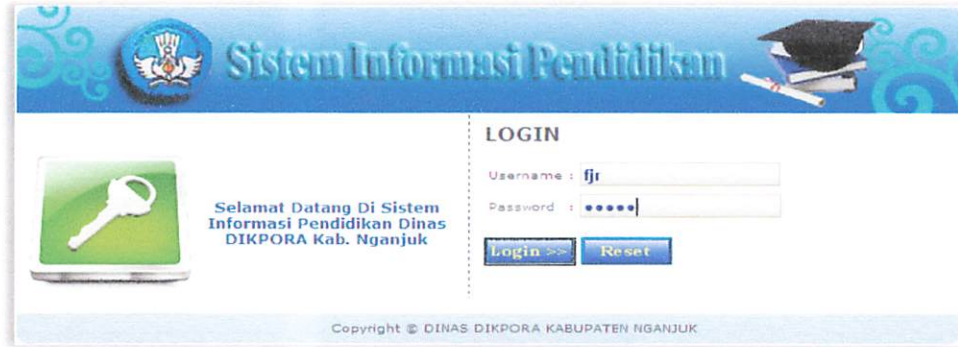 Sistem Informasi Pendidikan
Selamat Datang Di Sistem
Informasi Pendidikan Dinas
DIKPORA Kab. Nganjuk
LOGIN
Username : fjr
Password : •••••
Login >> Reset
Copyright © DINAS DIKPORA KABUPATEN NGANJUK